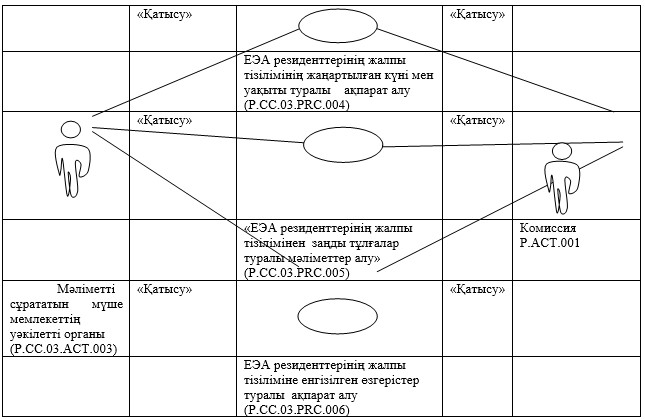 «Қатысу»
«Қатысу»
ЕЭА резиденттерінің жалпы
тізілімінің жаңартылған күні мен
уақыты туралы ақпарат алу
(P.CC.03.PRC.004)
«Қатысу»
«Қатысу»
«ЕЭА резиденттерінің жалпы
тізілімінен заңды тұлғалар
туралы мәліметтер алу»
(P.CC.03.PRC.005)
Комиссия
P.ACT.001
Мәліметті
сұрататын мүше
мемлекеттің
уәкілетті органы
(P.CC.03.ACT.003)
«Қатысу»
«Қатысу»
ЕЭА резиденттерінің жалпы
тізіліміне енгізілген өзгерістер
туралы ақпарат алу
(P.CC.03.PRC.006)